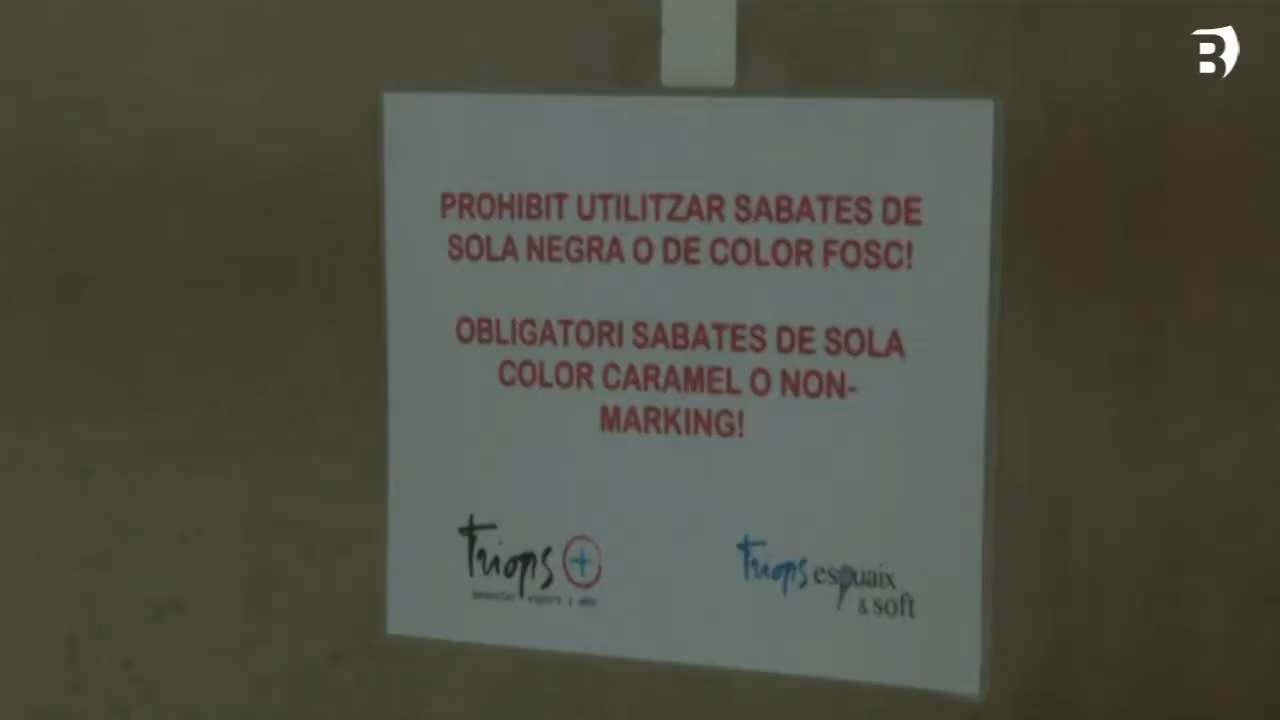 B
PROHIBIT UTILITZAR SABATES DE
SOLA NEGRA O DE COLOR FOSC!
OBLIGATORI SABATES DE SOLA
COLOR CARAMEL O NON-
MARKING!
Triops +
Triops esquaix
& soft